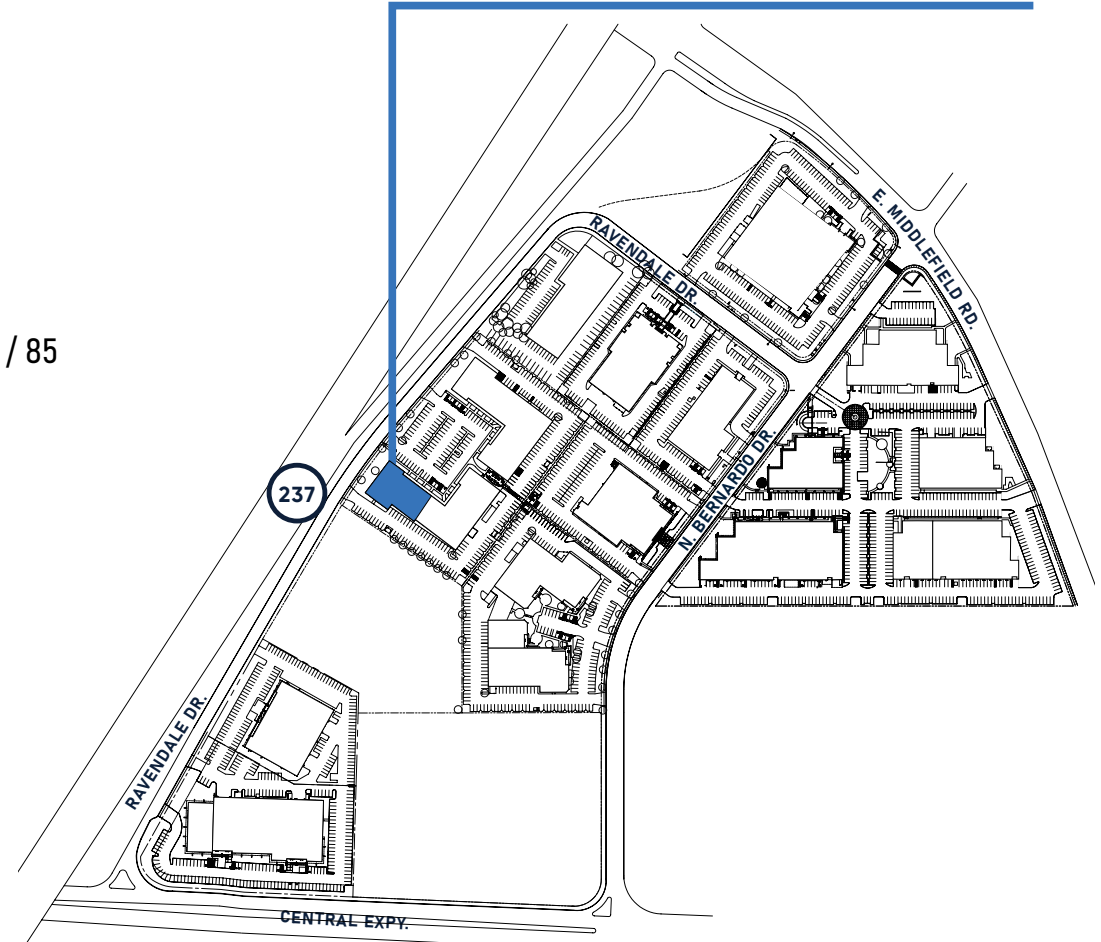 E. MIDDLEFIELD RD.
RAVENDALE DR.
/ 85
N. BERNARDO DR.
237
RAVENDALE DR.
CENTRAL EXPY.